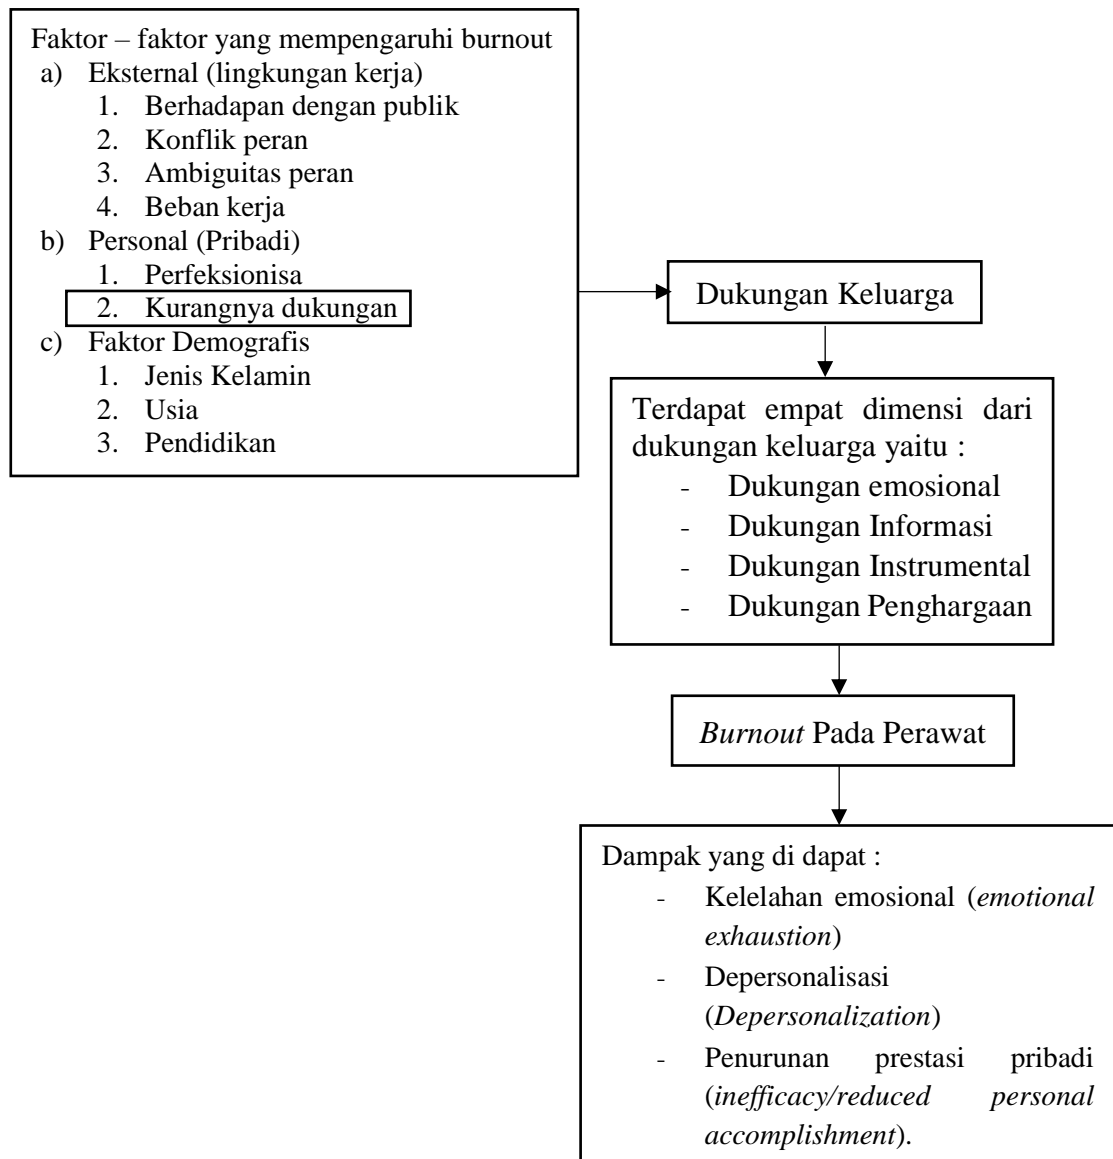 Faktor – faktor yang mempengaruhi burnout
a) Eksternal (lingkungan kerja)
1. Berhadapan dengan publik
2. Konflik peran
3. Ambiguitas peran
4. Beban kerja
b) Personal (Pribadi)
1. Perfeksionisa
2. Kurangnya dukungan
c) Faktor Demografis
1. Jenis Kelamin
2. Usia
3. Pendidikan
Dukungan Keluarga
Terdapat empat dimensi dari
dukungan keluarga yaitu :
- Dukungan emosional
- Dukungan Informasi
- Dukungan Instrumental
- Dukungan Penghargaan
Burnout Pada Perawat
Dampak yang di dapat :
- Kelelahan emosional (emotional
exhaustion)
- Depersonalisasi
(Depersonalization)
- Penurunan prestasi pribadi
(inefficacy/reduced personal
accomplishment).